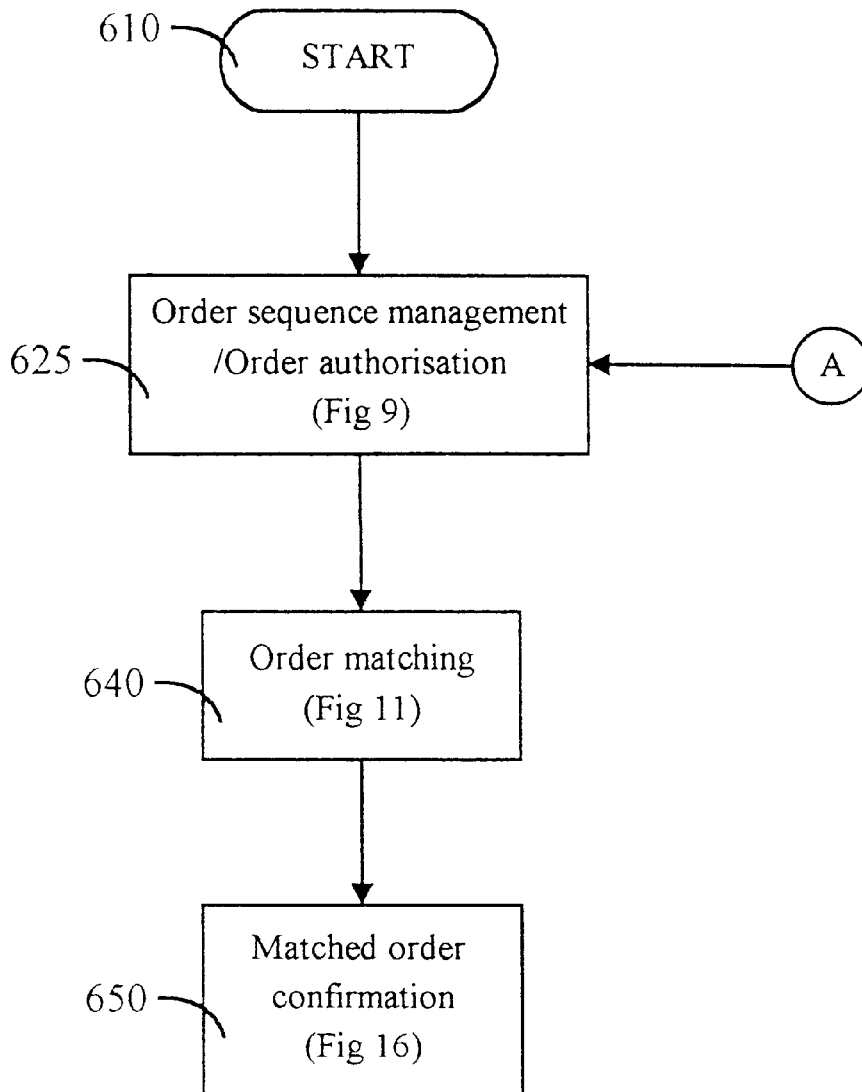 610
START
Order sequence management
/Order authorisation
(Fig 9)
625
A
Order matching
(Fig 11)
640
Matched order
confirmation
(Fig 16)
650